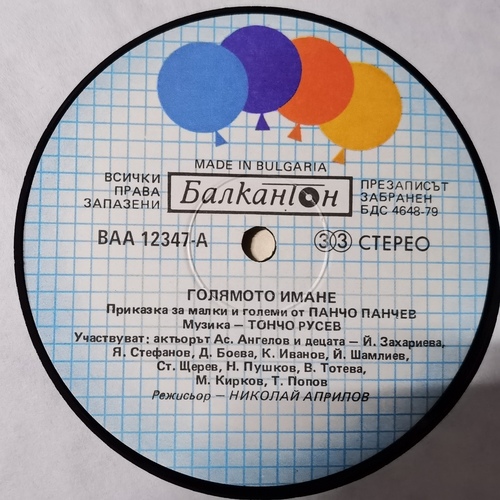 MADE IN BULGARIA
ВСИЧКИ ПРАВА ЗАПАЗЕНИ
Балкантон
ПРЕЗАПИСЪТ ЗАБРАНЕН БДС 4648-79
ВАА 12347-А
33 СТЕРЕО
ГОЛЯМОТО ИМАНЕ
Приказка за малки и големи от ПАНЧО ПАНЧЕВ
Музика – ТОНЧО РУСЕВ
Участвуват: актьорът Ас. Ангелов и децата – Й. Захариева,
Я. Стефанов, Д. Боева, К. Иванов, Й. Шамлиев,
Ст. Щерев, Н. Пушков, В. Тотева,
М. Кирков, Т. Попов
Режисьор – НИКОЛАЙ АПРИЛОВ